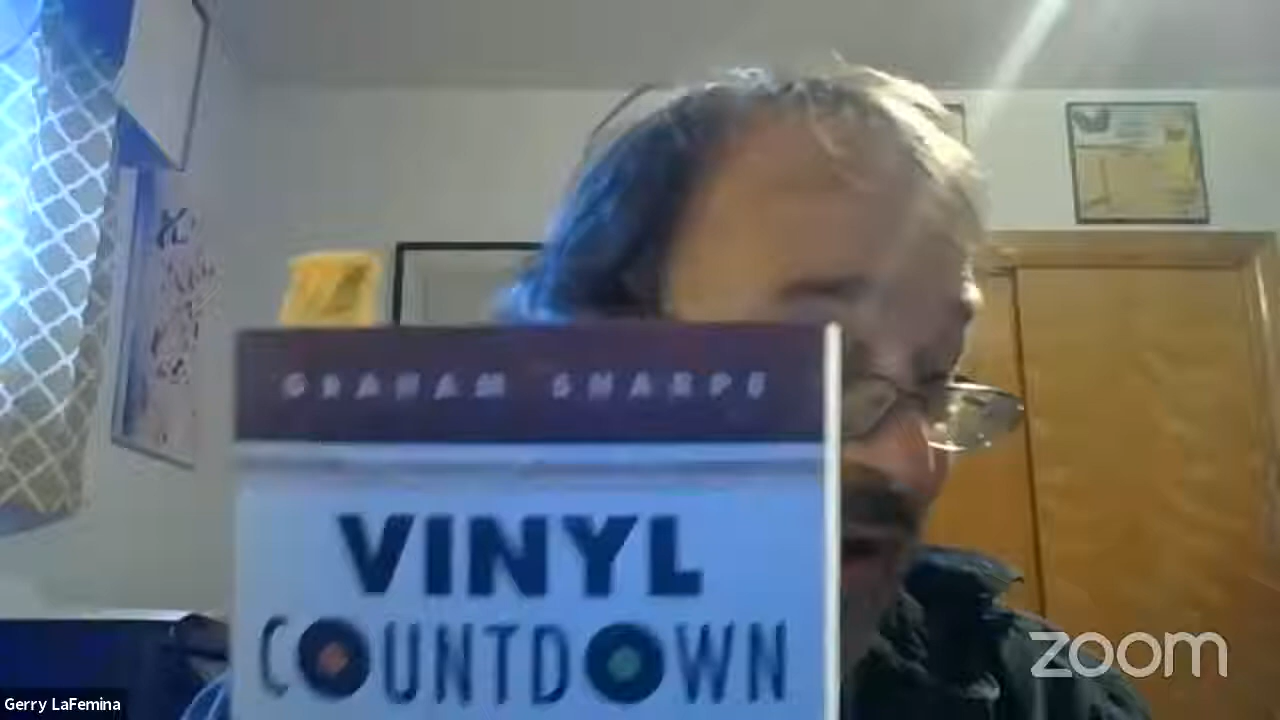 GRAHAM SHARPE
VINYL
COUNTDOWN
zoom
Gerry LaFemina